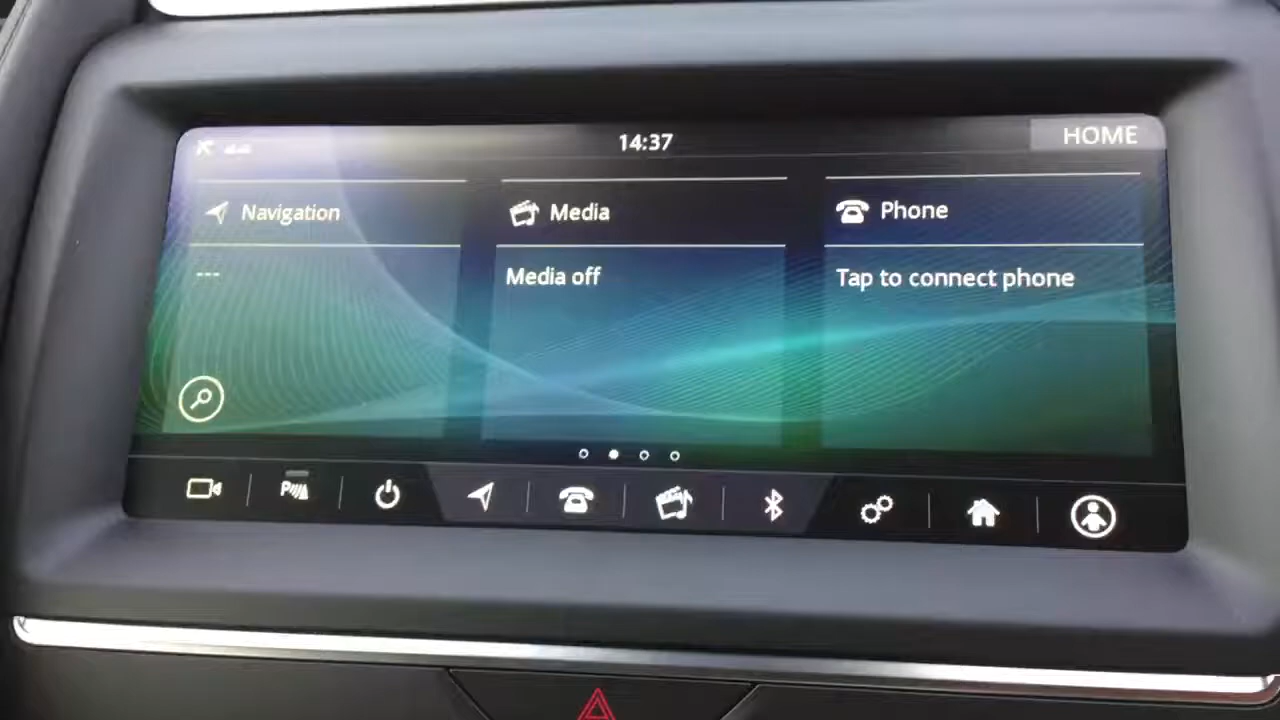 14:37
HOME
Navigation
Media
Phone
---
Media off
Tap to connect phone
P